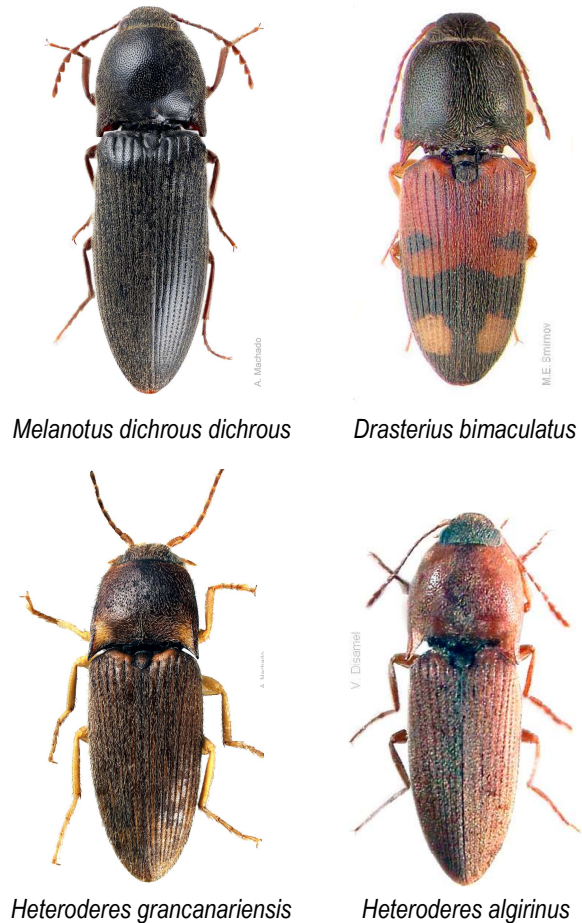 A. Machado
M.E. Smirnov
Melanotus dichrous dichrous
Drasterius bimaculatus
A. Machado
V. Disamel
Heteroderes grancanariensis
Heteroderes algirinus